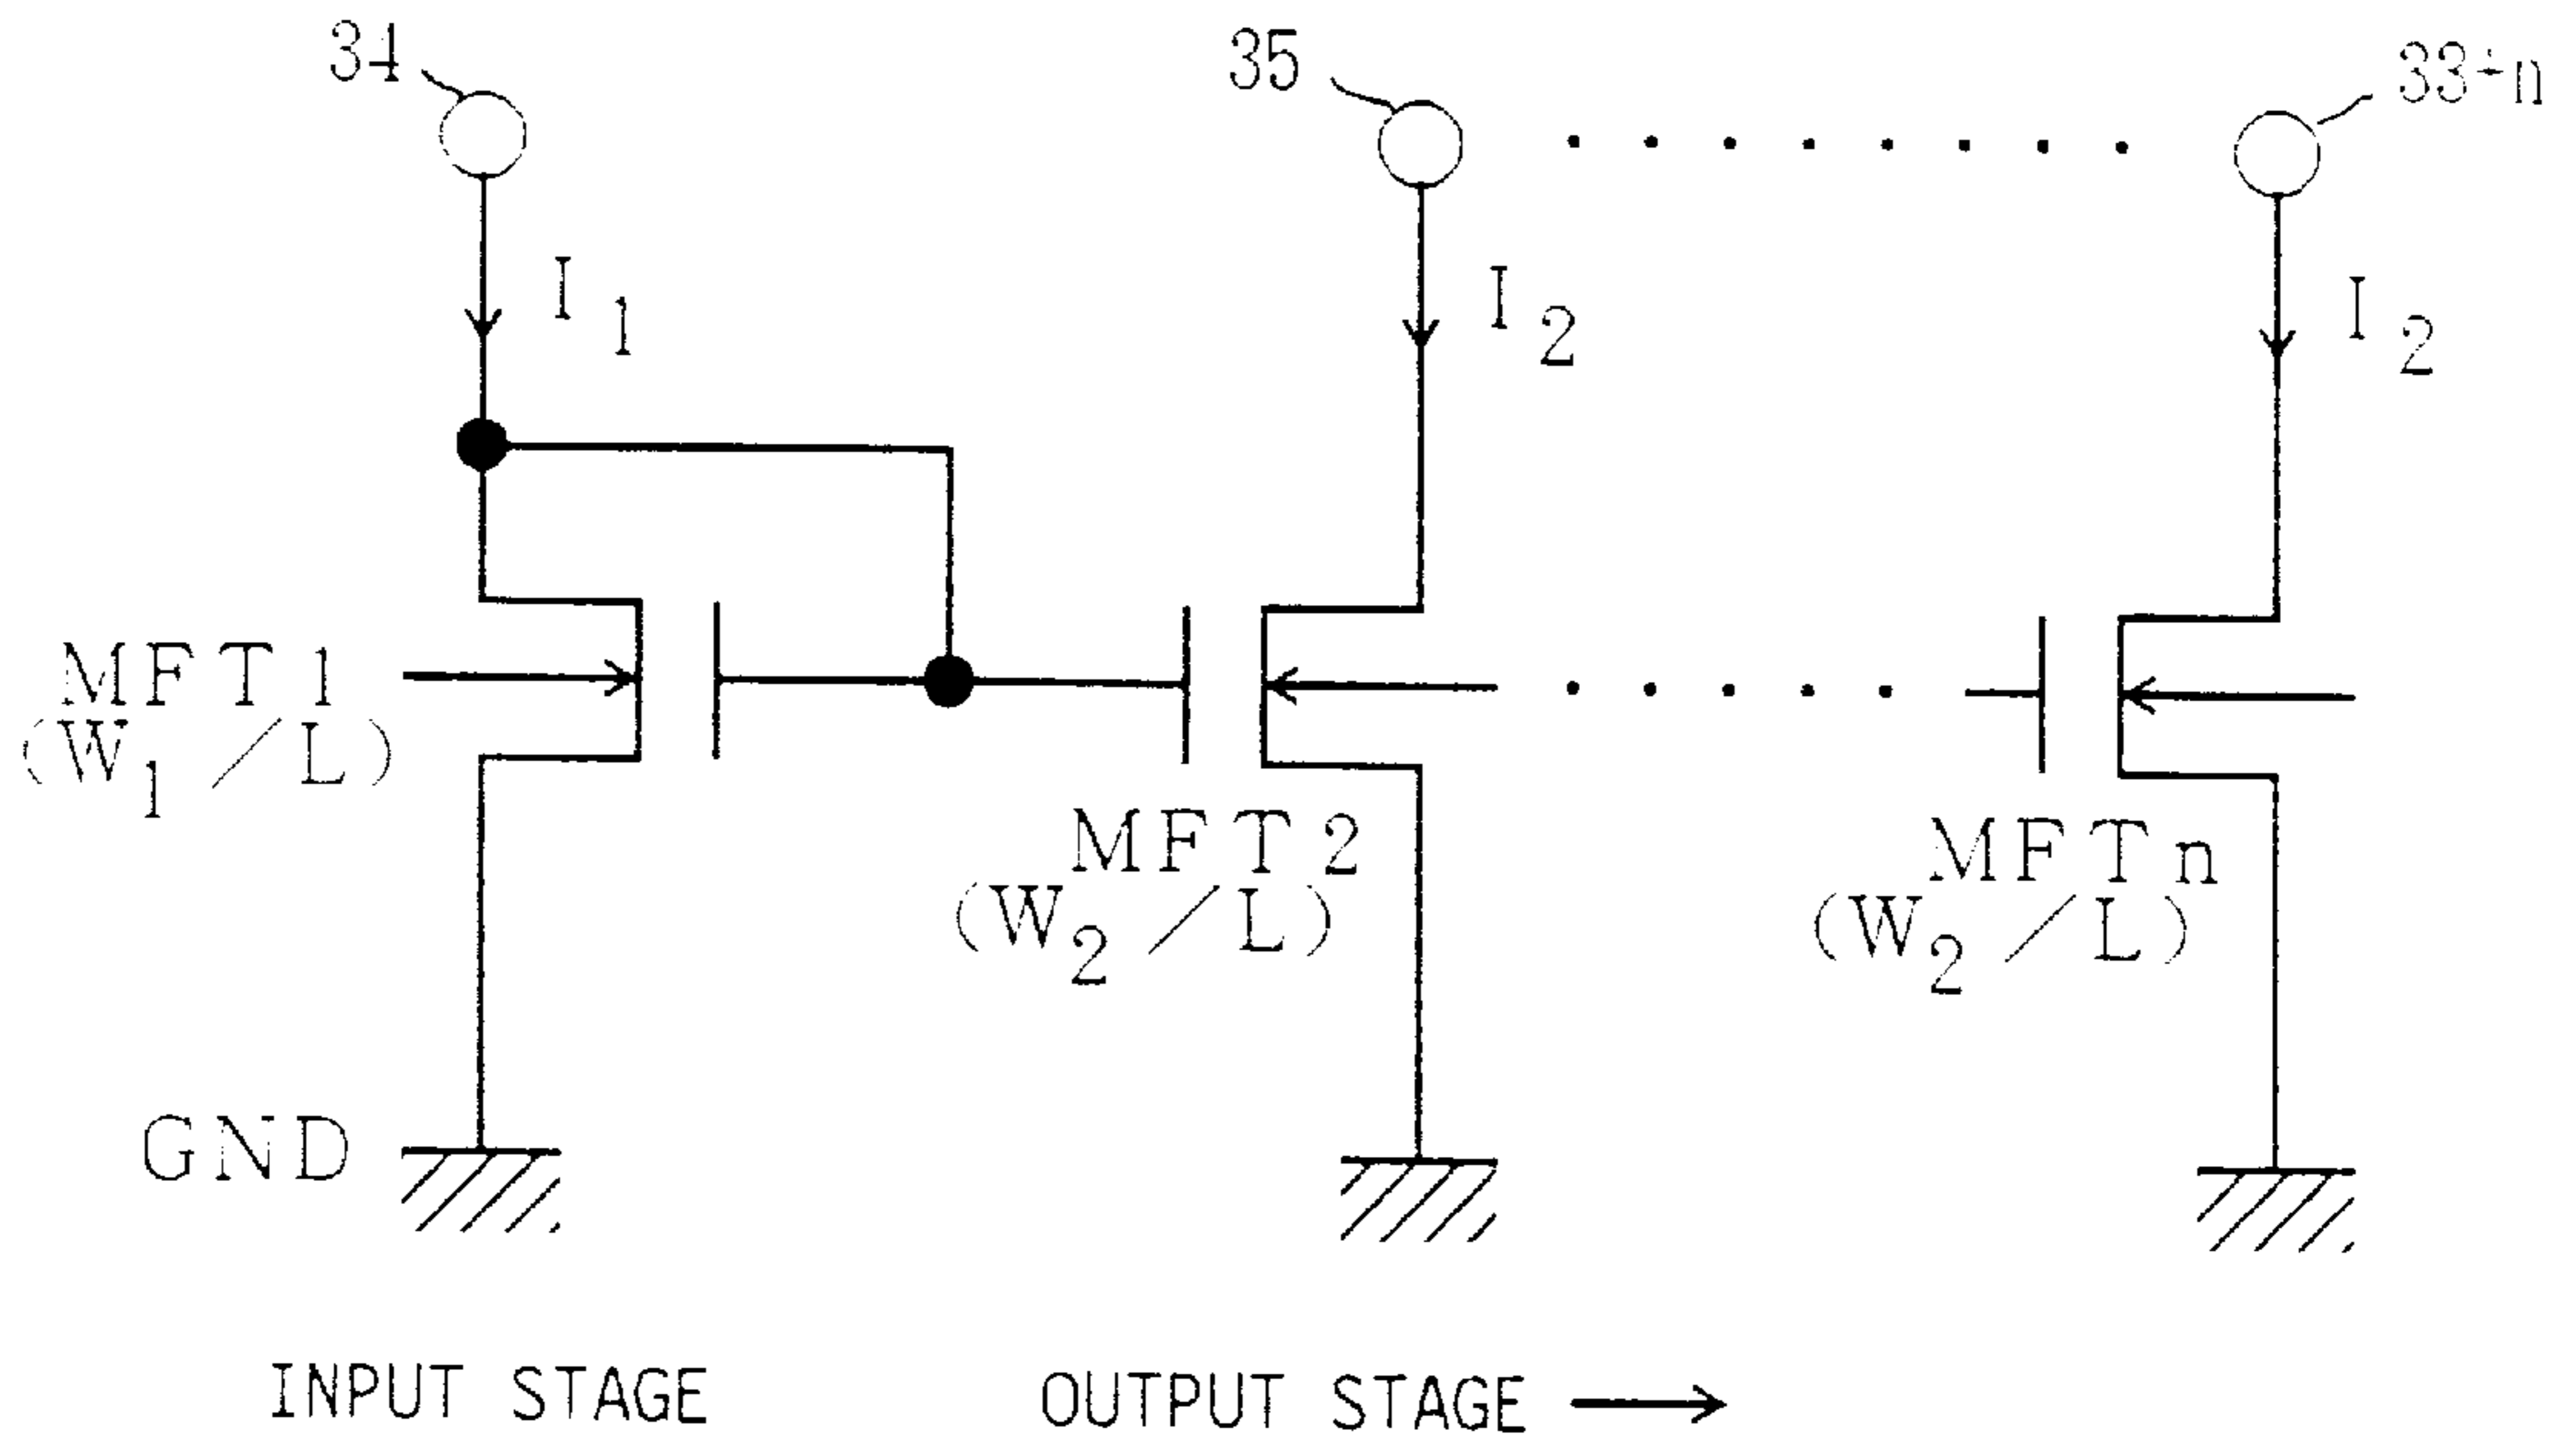 34
35
33+n
I1
I2
I2
MFT1
(W1/L)
MFT2
(W2/L)
MFTn
(W2/L)
GND
INPUT STAGE
OUTPUT STAGE →